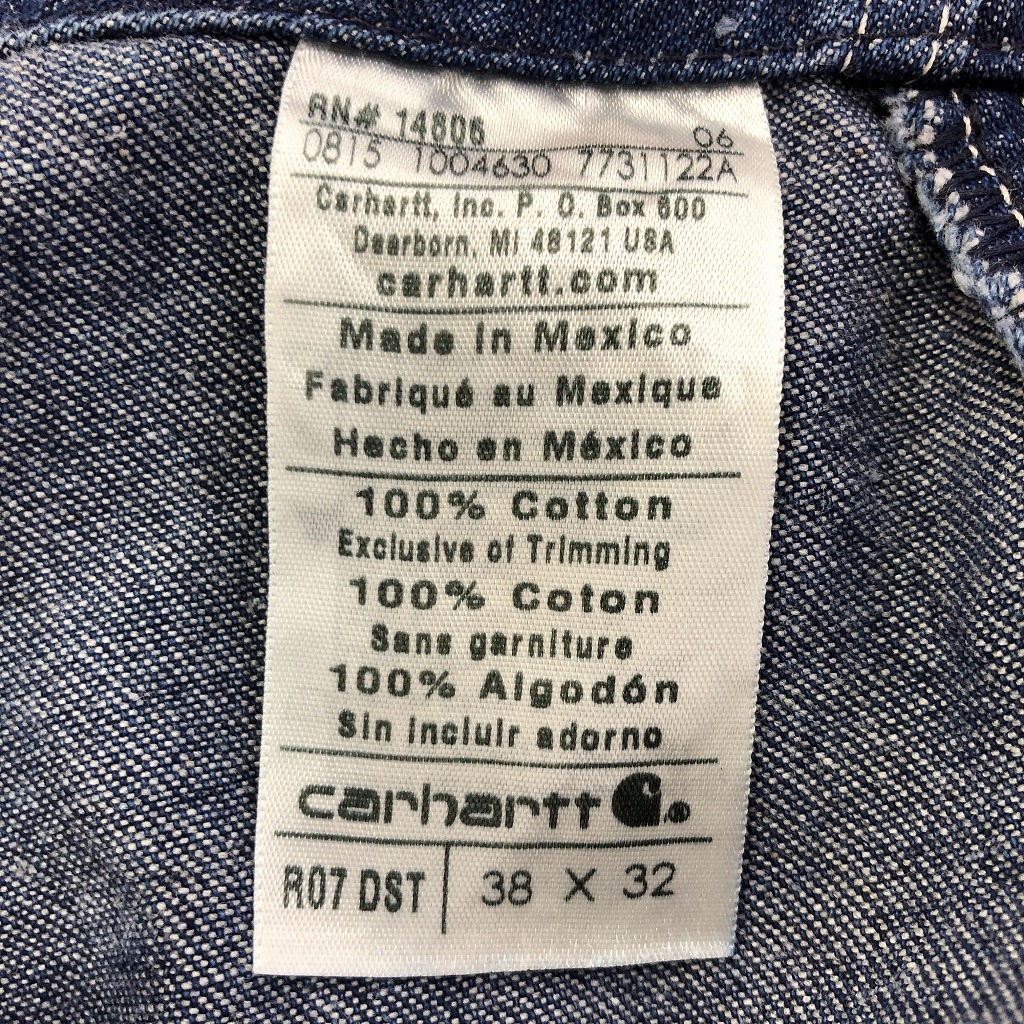 RN# 14806
06
0815 1004630 7731122A
Carhartt, Inc. P. O. Box 600
Dearborn, MI 48121 USA
carhartt.com
Made in Mexico
Fabriqué au Mexique
Hecho en México
100% Cotton
Exclusive of Trimming
100% Coton
Sans garniture
100% Algodón
Sin incluir adorno
carhartt ®
R07 DST 38 X 32